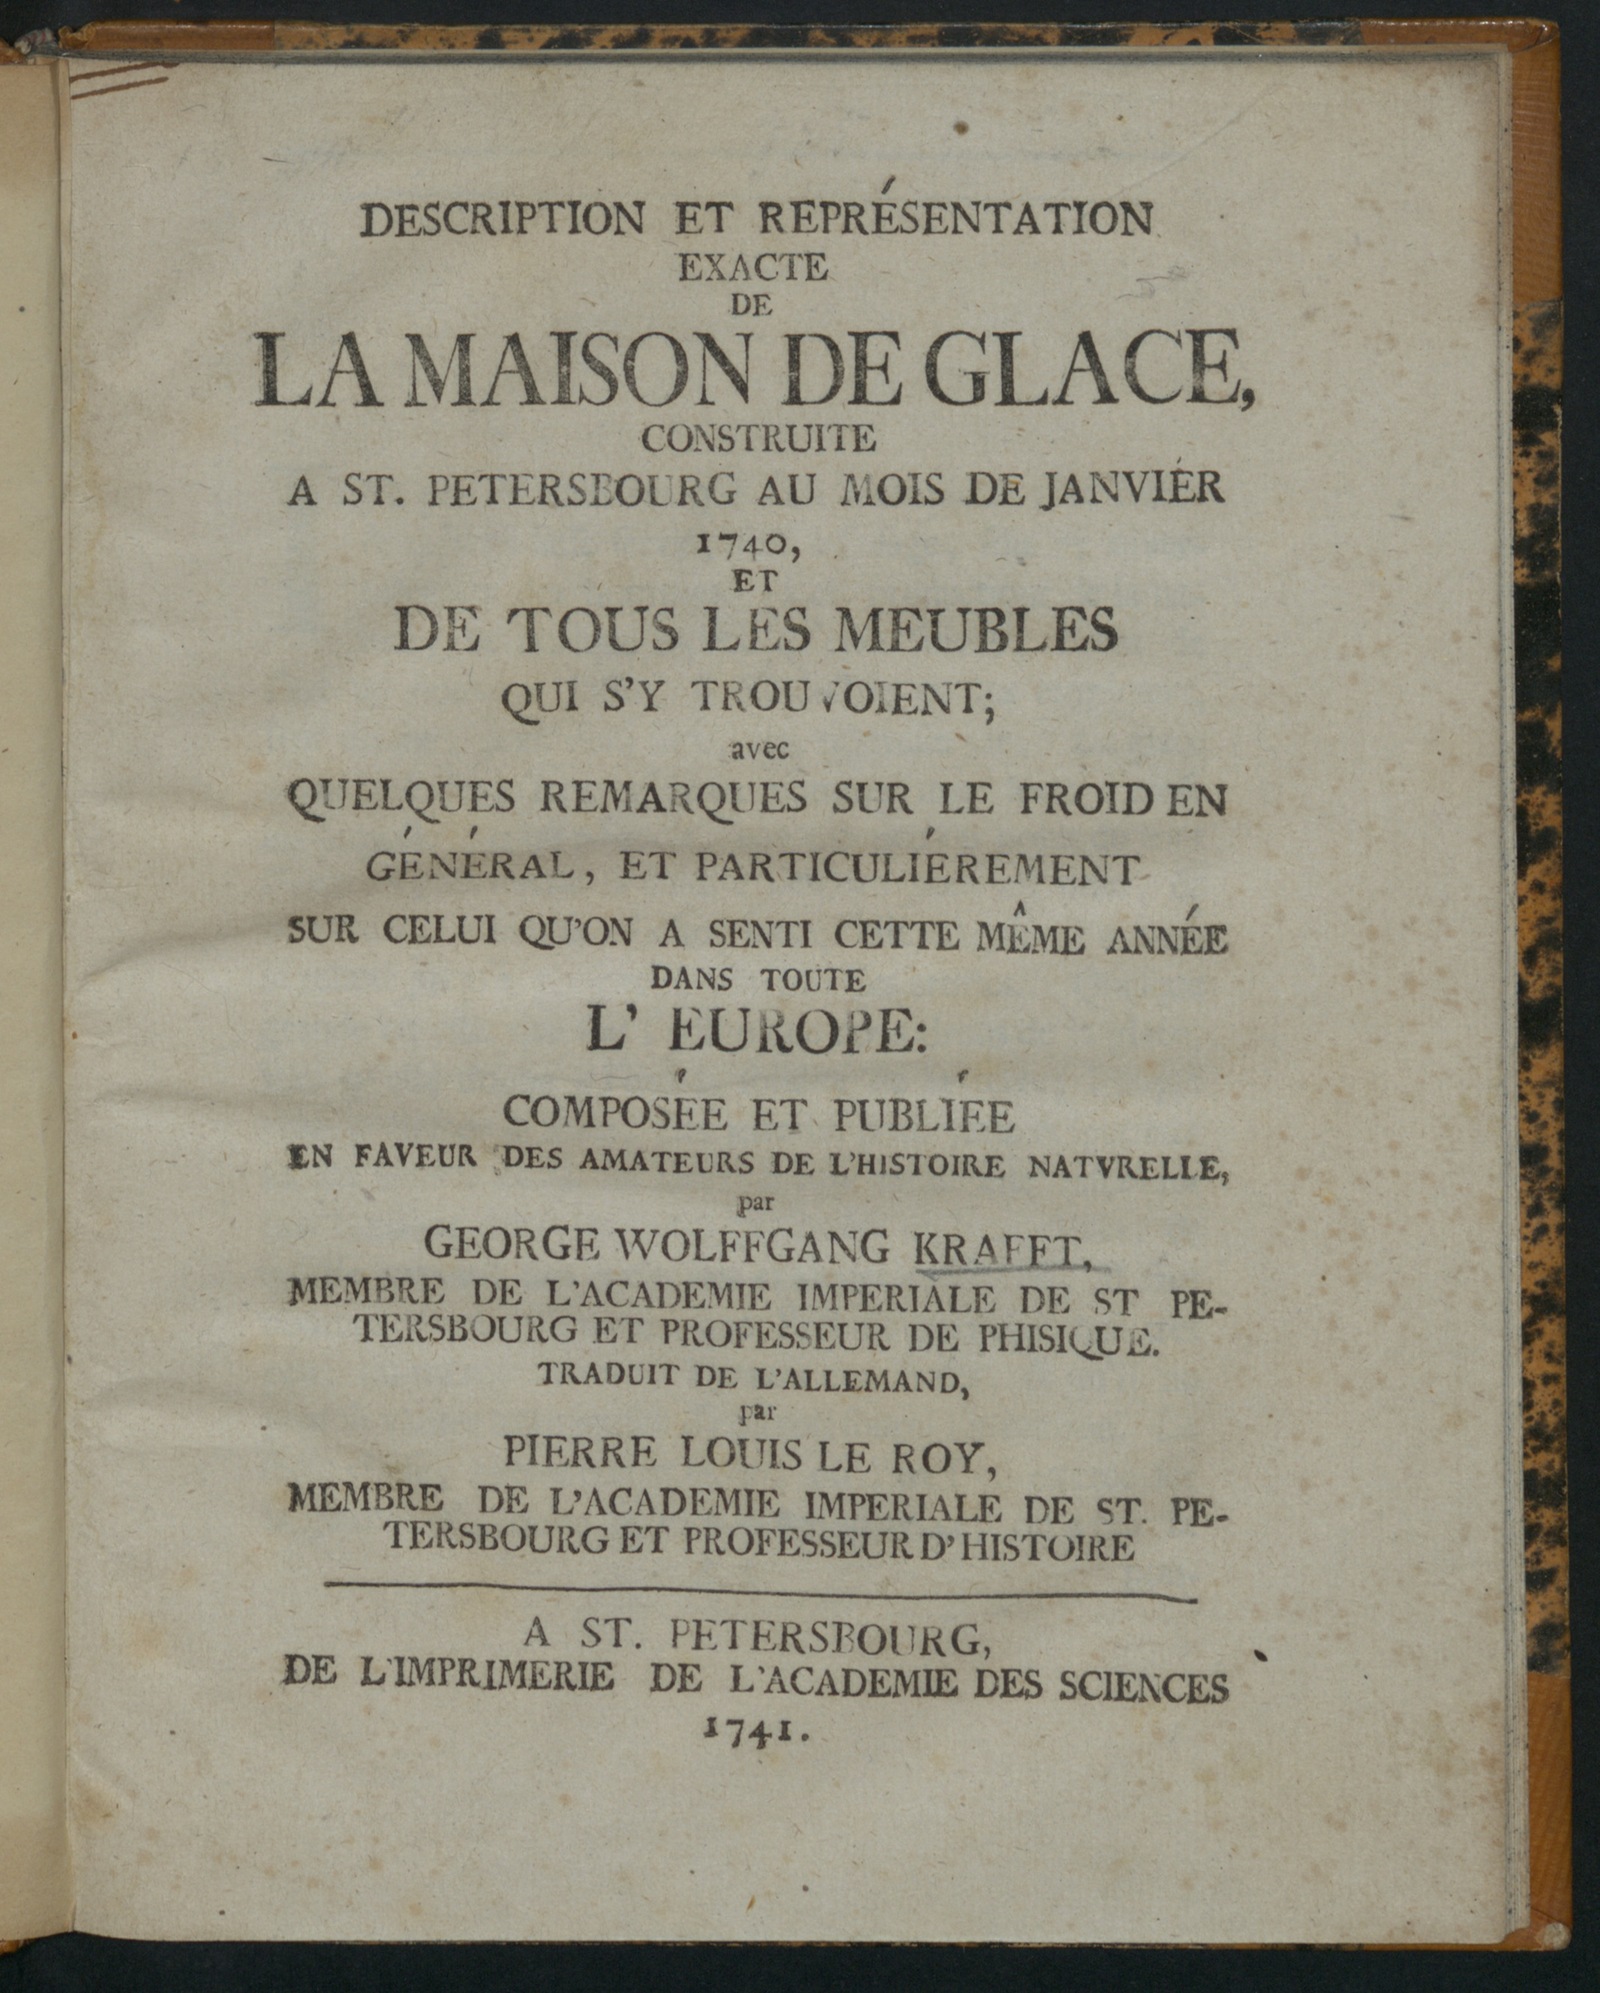 DESCRIPTION ET REPRÉSENTATION
EXACTE
DE
LA MAISON DE GLACE,
CONSTRUITE
A ST. PETERSBOURG AU MOIS DE JANVIER
1740,
ET
DE TOUS LES MEUBLES
QUI S'Y TROUVOIENT;
avec
QUELQUES REMARQUES SUR LE FROID EN
GÉNÉRAL, ET PARTICULIÉREMENT
SUR CELUI QU'ON A SENTI CETTE MÊME ANNÉE
DANS TOUTE
L' EUROPE:
COMPOSÉE ET PUBLIÉE
EN FAVEUR DES AMATEURS DE L'HISTOIRE NATVRELLE,
par
GEORGE WOLFFGANG KRAFFT,
MEMBRE DE L'ACADEMIE IMPERIALE DE ST PE-
TERSBOURG ET PROFESSEUR DE PHISIQUE.
TRADUIT DE L'ALLEMAND,
par
PIERRE LOUIS LE ROY,
MEMBRE DE L'ACADEMIE IMPERIALE DE ST. PE-
TERSBOURG ET PROFESSEUR D'HISTOIRE
A ST. PETERSBOURG,
DE L'IMPRIMERIE DE L'ACADEMIE DES SCIENCES
1741.